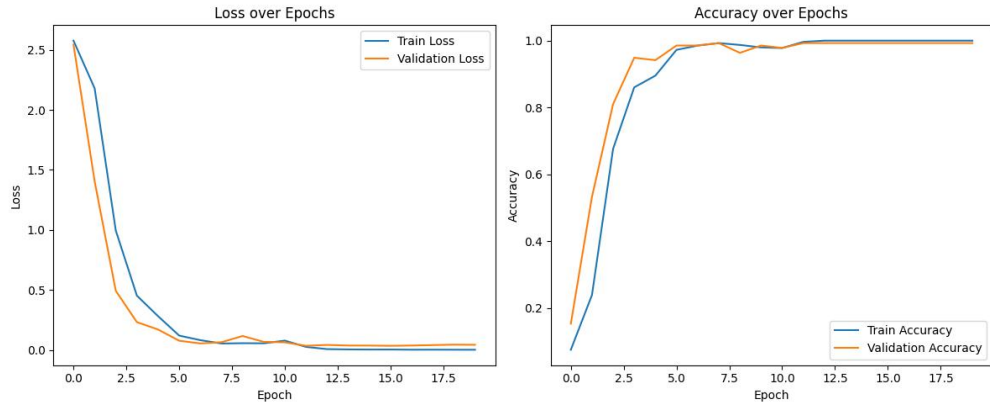 Loss over Epochs
2.5
2.0
1.5
1.0
0.5
0.0
Loss
Train Loss
Validation Loss
0.0 2.5 5.0 7.5 10.0 12.5 15.0 17.5
Epoch
Accuracy over Epochs
1.0
0.8
0.6
0.4
0.2
Accuracy
Train Accuracy
Validation Accuracy
0.0 2.5 5.0 7.5 10.0 12.5 15.0 17.5
Epoch